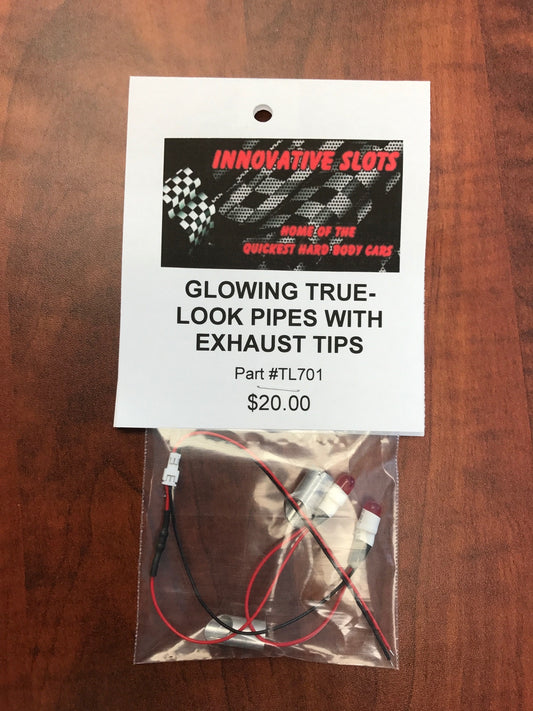 INNOVATIVE SLOTS
HOME OF THE
QUICKEST HARD BODY CARS
GLOWING TRUE-
LOOK PIPES WITH
EXHAUST TIPS
Part #TL701
$20.00